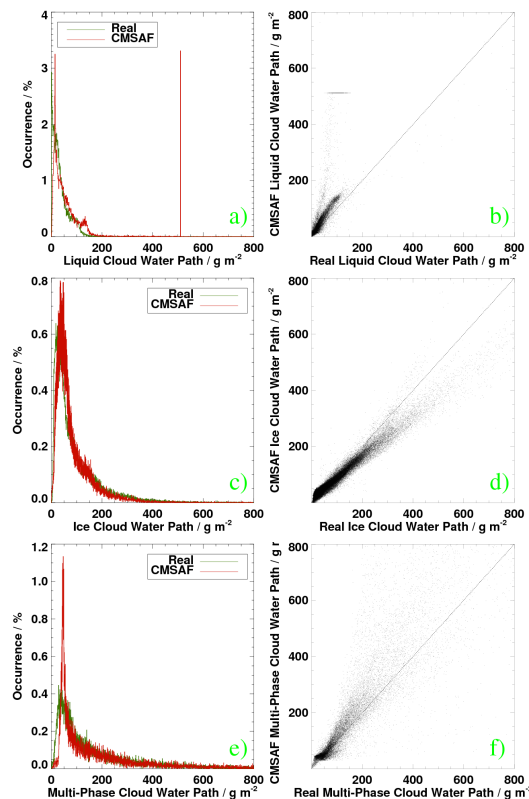 4
3
2
1
0
Occurrence / %
Real
CMSAF
a)
0 200 400 600 800
Liquid Cloud Water Path / g m-2
800
600
400
200
CMSAF Liquid Cloud Water Path / g m-2
b)
200 400 600 800
Real Liquid Cloud Water Path / g m-2
0.8
0.6
0.4
0.2
0.0
Occurrence / %
Real
CMSAF
c)
0 200 400 600 800
Ice Cloud Water Path / g m-2
800
600
400
200
CMSAF Ice Cloud Water Path / g m-2
d)
200 400 600 800
Real Ice Cloud Water Path / g m-2
1.2
1.0
0.8
0.6
0.4
0.2
0.0
Occurrence / %
Real
CMSAF
e)
0 200 400 600 800
Multi-Phase Cloud Water Path / g m-2
800
600
400
200
CMSAF Multi-Phase Cloud Water Path / g r
f)
200 400 600 800
Real Multi-Phase Cloud Water Path / g m-2